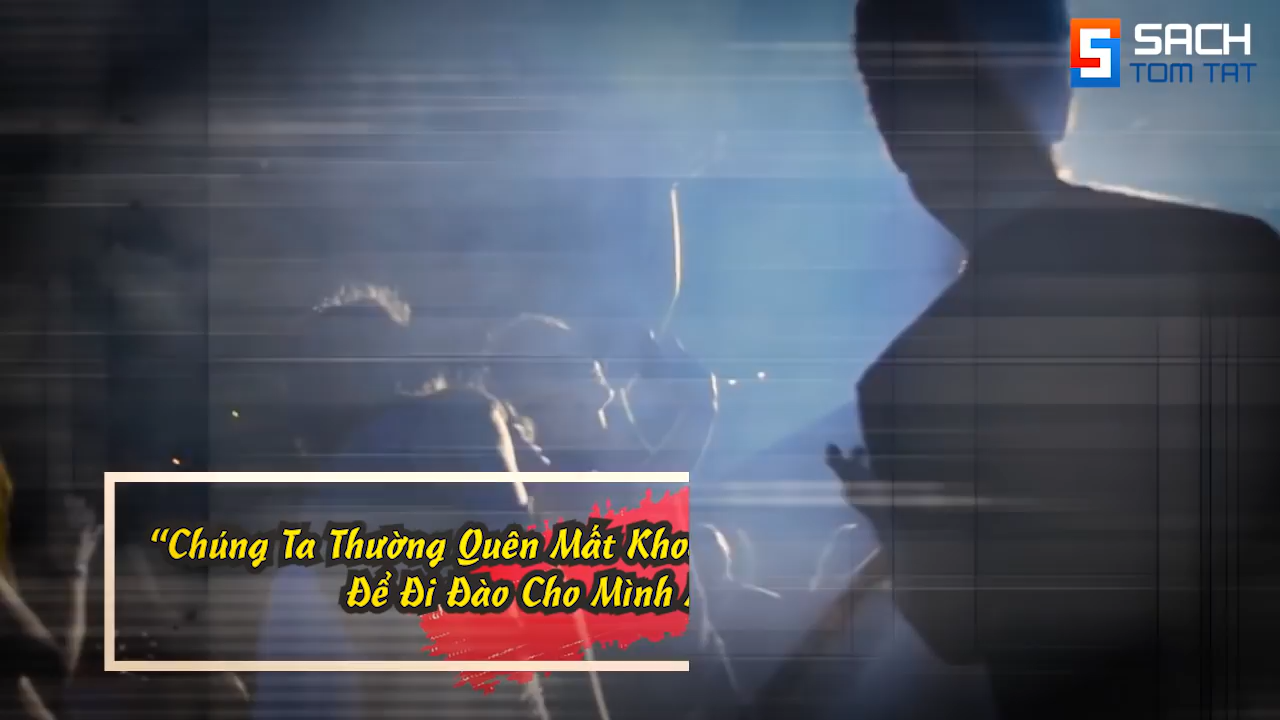 SACH
TOM TAT
“Chúng Ta Thường Quên Mất
Để Đi Đào Cho Mình